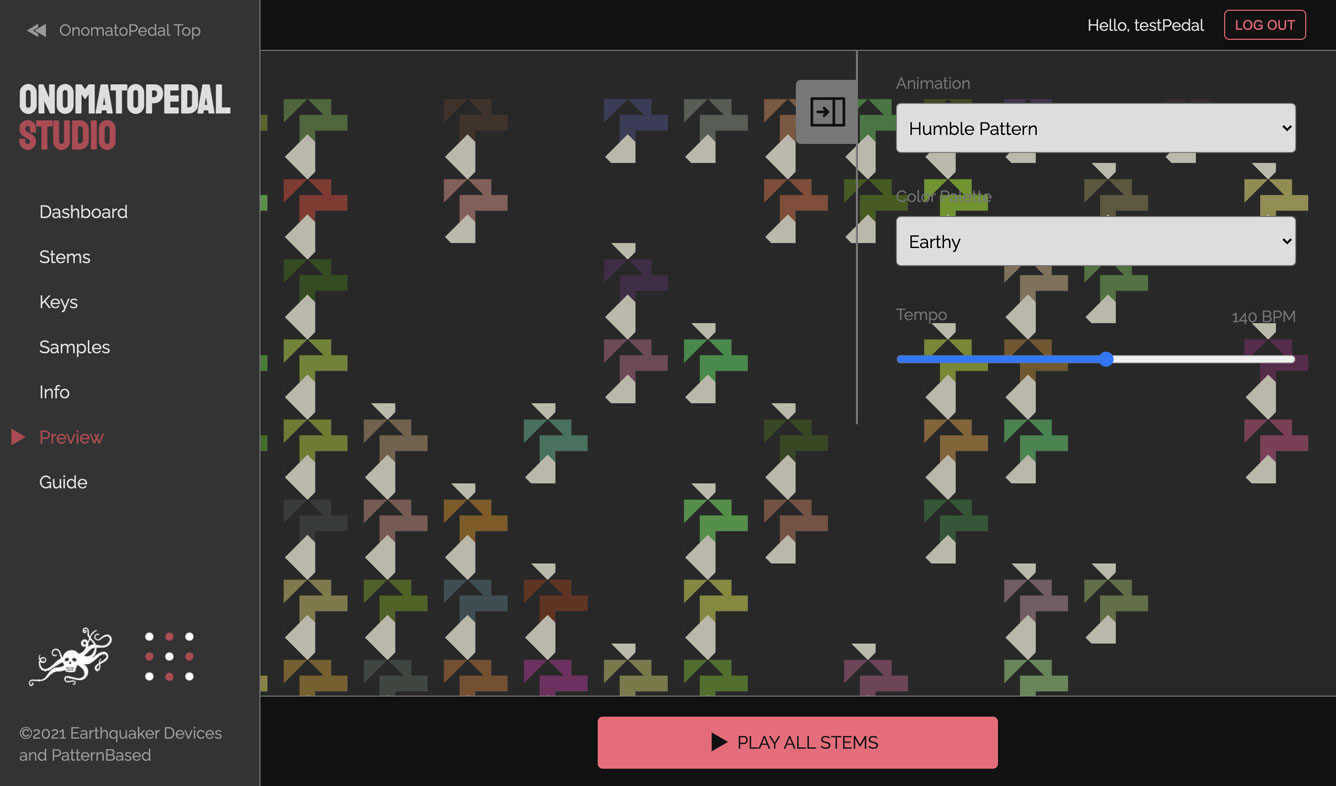 OnomatoPedal Top
ONOMATOPEDAL
STUDIO
Dashboard
Stems
Keys
Samples
Info
Preview
Guide
©2021 Earthquaker Devices
and PatternBased
Hello, testPedal
LOG OUT
Animation
Humble Pattern
Color Palette
Earthy
Tempo
140 BPM
PLAY ALL STEMS